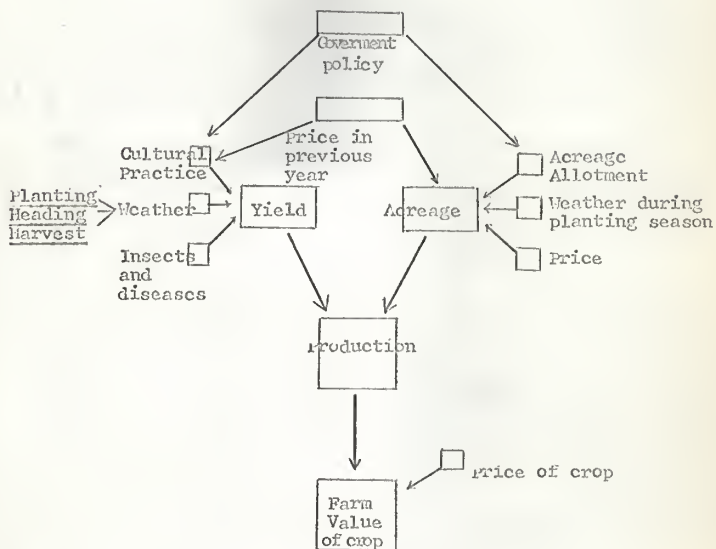 Goverment
policy
Price in
previous
year
Cultural
Practice
Acreage
Allotment
Planting
Heading
Harvest
Weather
Yield
Acreage
Weather during
planting season
Insects
and
diseases
Price
Production
Price of crop
Farm
Value
of crop